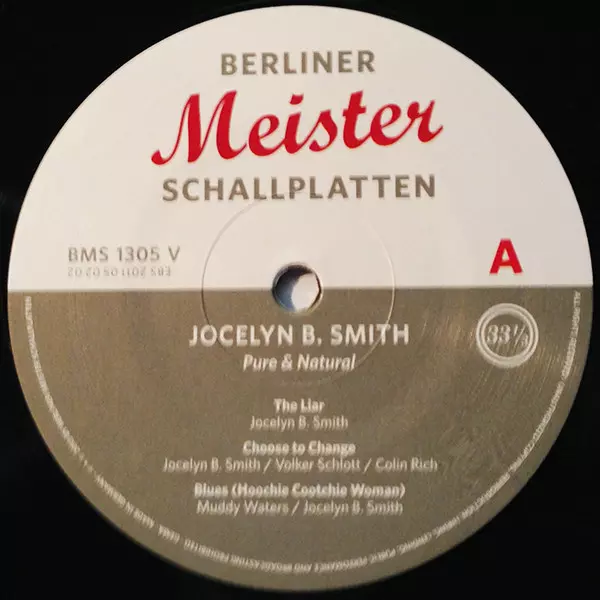 BERLINER
Meister
SCHALLPLATTEN
BMS 1305 V
A
JOCELYN B. SMITH
Pure & Natural
33⅓
The Liar
Jocelyn B. Smith
Choose to Change
Jocelyn B. Smith / Volker Schlott / Colin Rich
Blues (Hoochie Cootchie Woman)
Muddy Waters / Jocelyn B. Smith